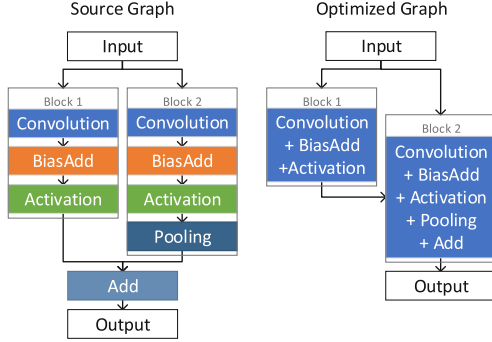 Source Graph
Input
Block 1
Convolution
BiasAdd
Activation
Block 2
Convolution
BiasAdd
Activation
Pooling
Add
Output
Optimized Graph
Input
Block 1
Convolution
+ BiasAdd
+Activation
Block 2
Convolution
+ BiasAdd
+ Activation
+ Pooling
+ Add
Output